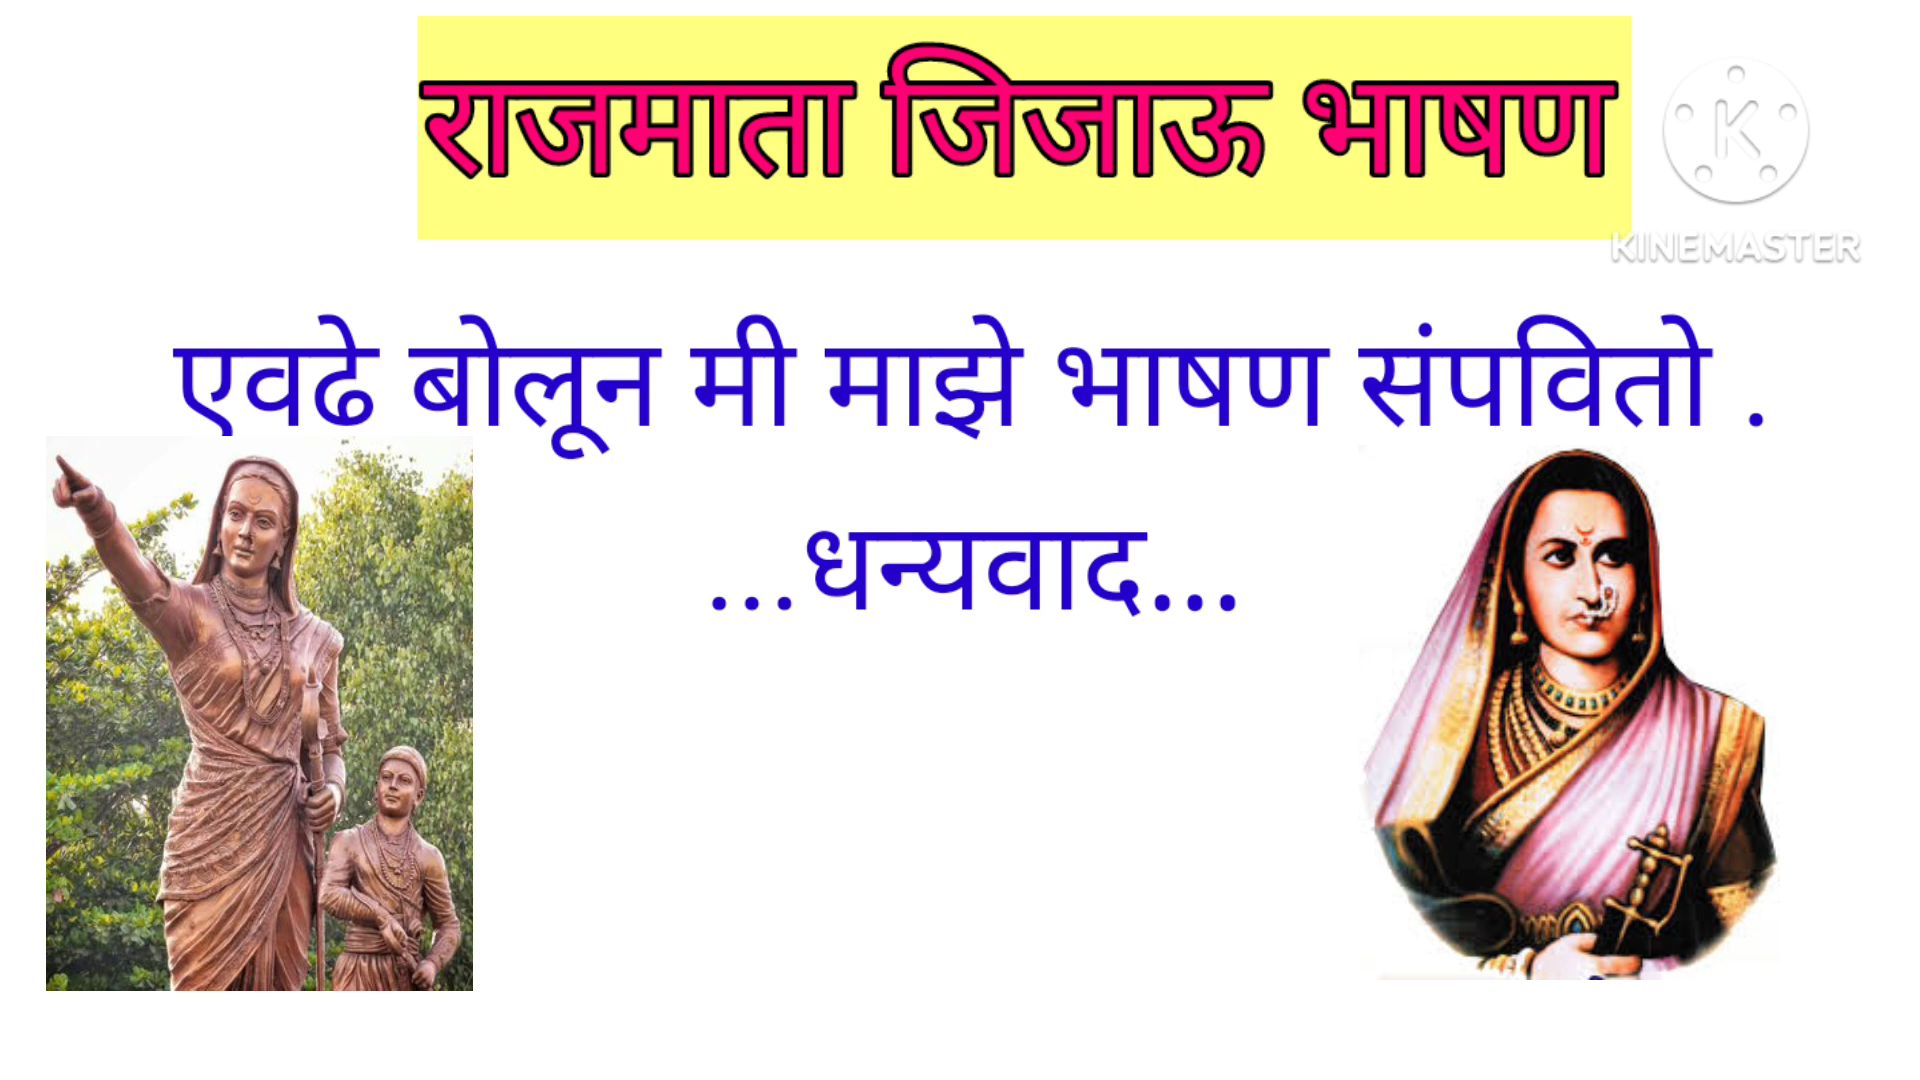 राजमाता जिजाऊ भाषण
K
KINEMASTER
एवढे बोलून मी माझे भाषण संपवितो .
...धन्यवाद...